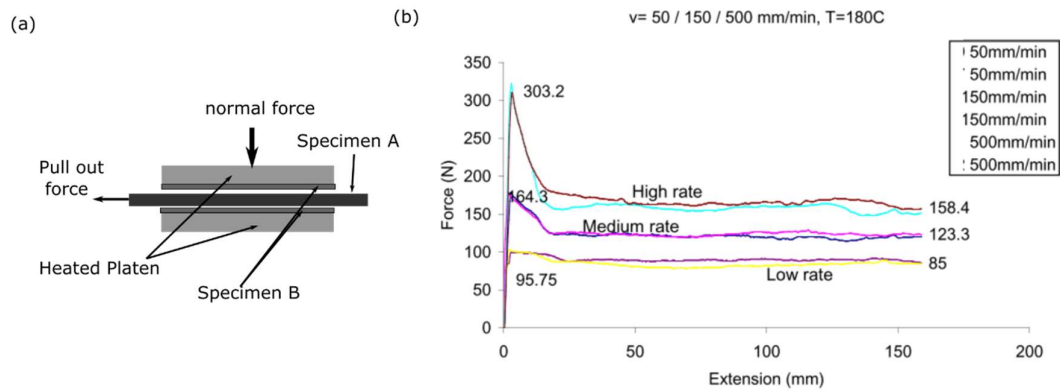 (a)
normal force
Specimen A
Pull out
force
Heated Platen
Specimen B
(b)
v= 50 / 150 / 500 mm/min, T=180C
50mm/min
50mm/min
150mm/min
150mm/min
500mm/min
500mm/min
Force (N)
350
300
250
200
150
100
50
0
303.2
164.3
95.75
High rate
Medium rate
Low rate
158.4
123.3
85
0
50
100
150
200
Extension (mm)